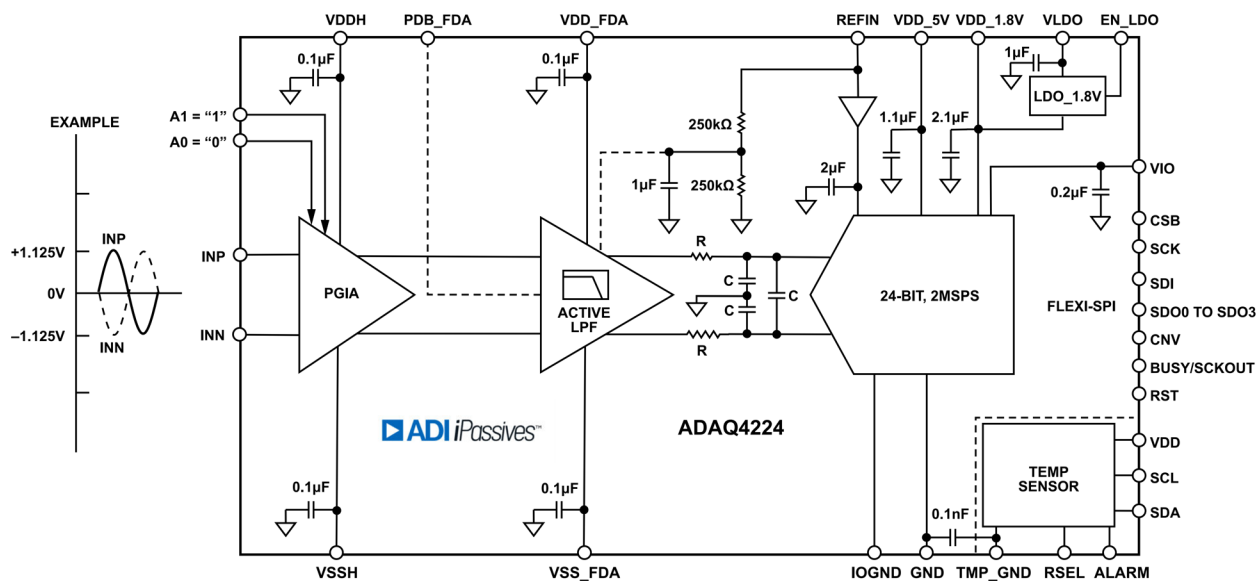 VDDH
PDB_FDA
VDD_FDA
REFIN
VDD_5V
VDD_1.8V
VLDO
EN_LDO
0.1µF
0.1µF
1µF
LDO_1.8V
A1 = “1”
A0 = “0”
EXAMPLE
250kΩ
1.1µF
2.1µF
1µF
250kΩ
2µF
0.2µF
VIO
CSB
SCK
SDI
SDO0 TO SDO3
CNV
BUSY/SCKOUT
RST
FLEXI-SPI
+1.125V
0V
–1.125V
INP
INN
INP
INN
PGIA
ACTIVE
LPF
R
C
C
C
R
24-BIT, 2MSPS
ADI iPassives™
ADAQ4224
TEMP
SENSOR
VDD
SCL
SDA
0.1µF
0.1µF
0.1nF
VSSH
VSS_FDA
IOGND
GND
TMP_GND
RSEL
ALARM